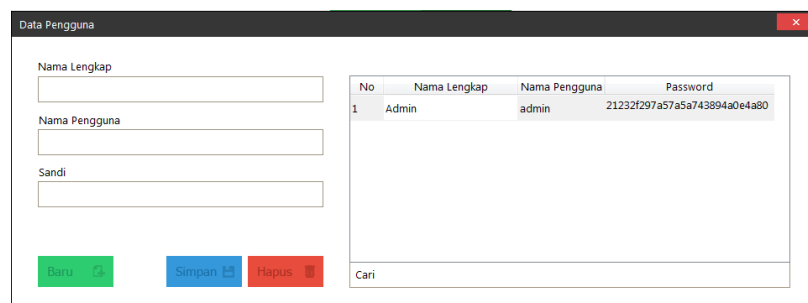 Data Pengguna
Nama Lengkap
Nama Pengguna
Sandi
Baru
Simpan
Hapus
No Nama Lengkap Nama Pengguna Password
1 Admin admin 21232f297a57a5a743894a0e4a80
Cari